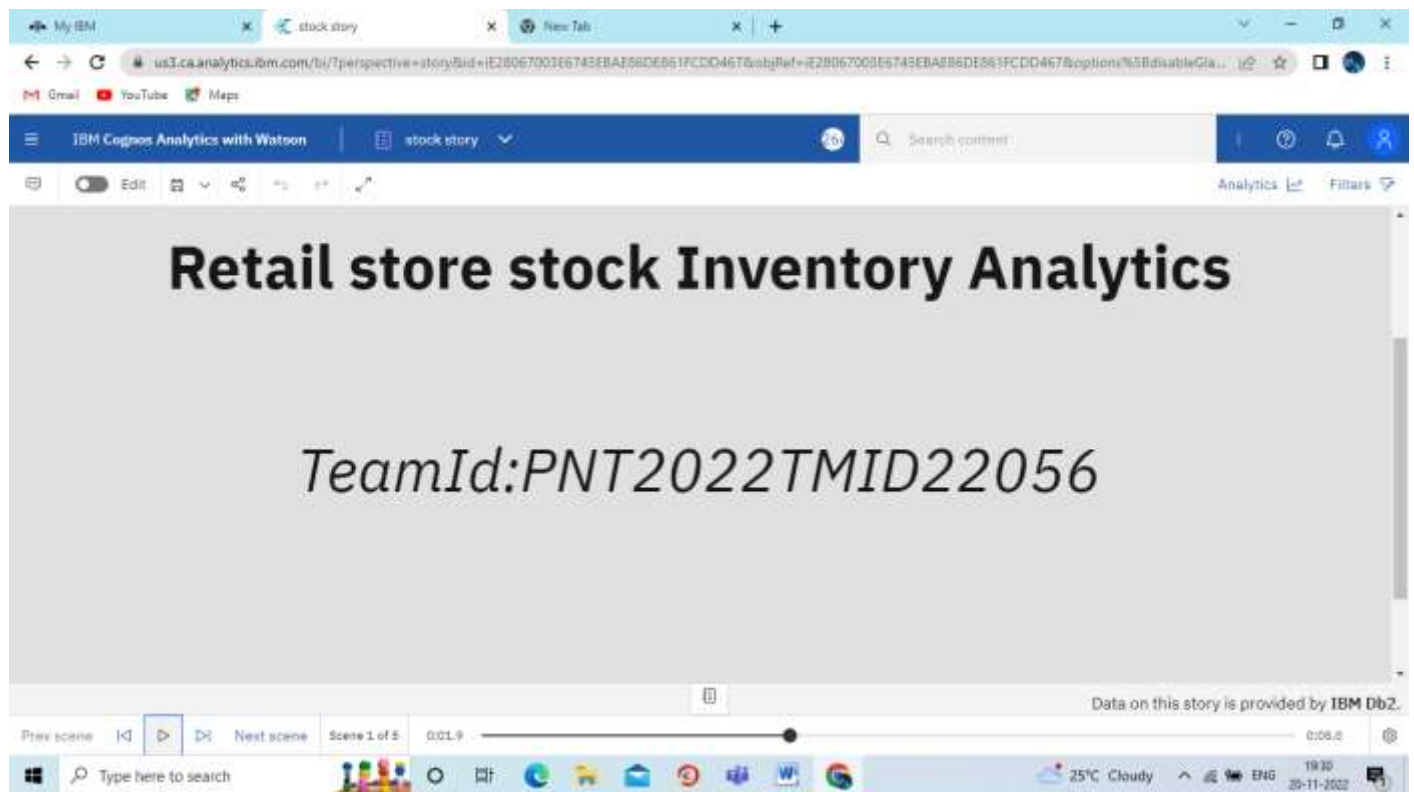 My IBM
stock story
New Tab
Gmail
YouTube
Maps
IBM Cognos Analytics with Watson
stock story
Search content
Edit
Analytics
Filters
Retail store stock Inventory Analytics
TeamId:PNT2022TMID22056
Data on this story is provided by IBM Db2.
Prev scene
Next scene
Scene 1 of 5
0:01.9
Type here to search
25°C Cloudy
ENG
19:30
20-11-2022